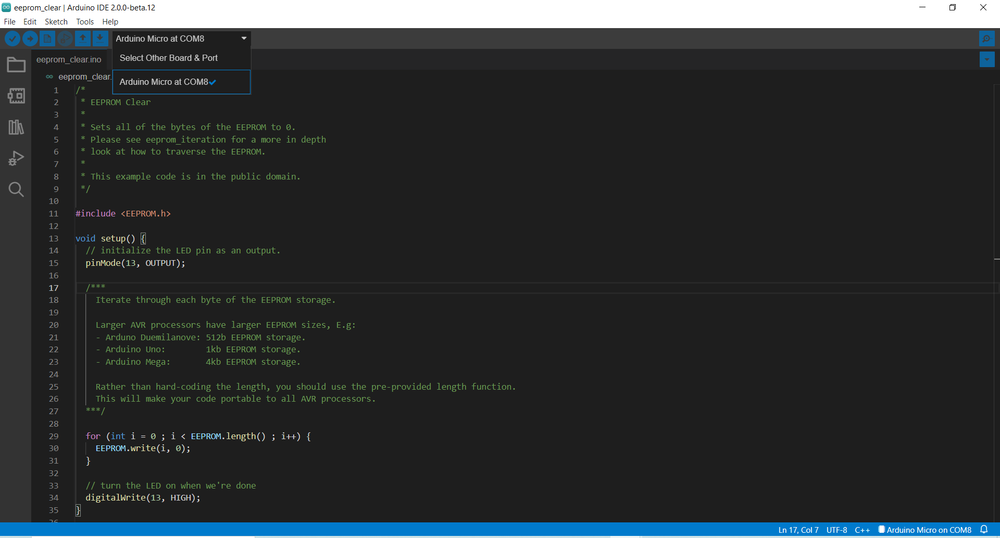 eeprom_clear | Arduino IDE 2.0.0-beta.12
File Edit Sketch Tools Help
Arduino Micro at COM8
Select Other Board & Port
Arduino Micro at COM8
eeprom_clear.ino
eeprom_clear.
1 /*
2  * EEPROM Clear
3  *
4  * Sets all of the bytes of the EEPROM to 0.
5  * Please see eeprom_iteration for a more in depth
6  * look at how to traverse the EEPROM.
7  *
8  * This example code is in the public domain.
9  */
10
11 #include <EEPROM.h>
12
13 void setup() {
14   // initialize the LED pin as an output.
15   pinMode(13, OUTPUT);
16
17   /***
18     Iterate through each byte of the EEPROM storage.
19
20     Larger AVR processors have larger EEPROM sizes, E.g:
21     - Arduno Duemilanove: 512b EEPROM storage.
22     - Arduino Uno:        1kb EEPROM storage.
23     - Arduino Mega:       4kb EEPROM storage.
24
25     Rather than hard-coding the length, you should use the pre-provided length function.
26     This will make your code portable to all AVR processors.
27   ***/
28
29   for (int i = 0 ; i < EEPROM.length() ; i++) {
30     EEPROM.write(i, 0);
31   }
32
33   // turn the LED on when we're done
34   digitalWrite(13, HIGH);
35 }
36
Ln 17, Col 7 UTF-8 C++ Arduino Micro on COM8